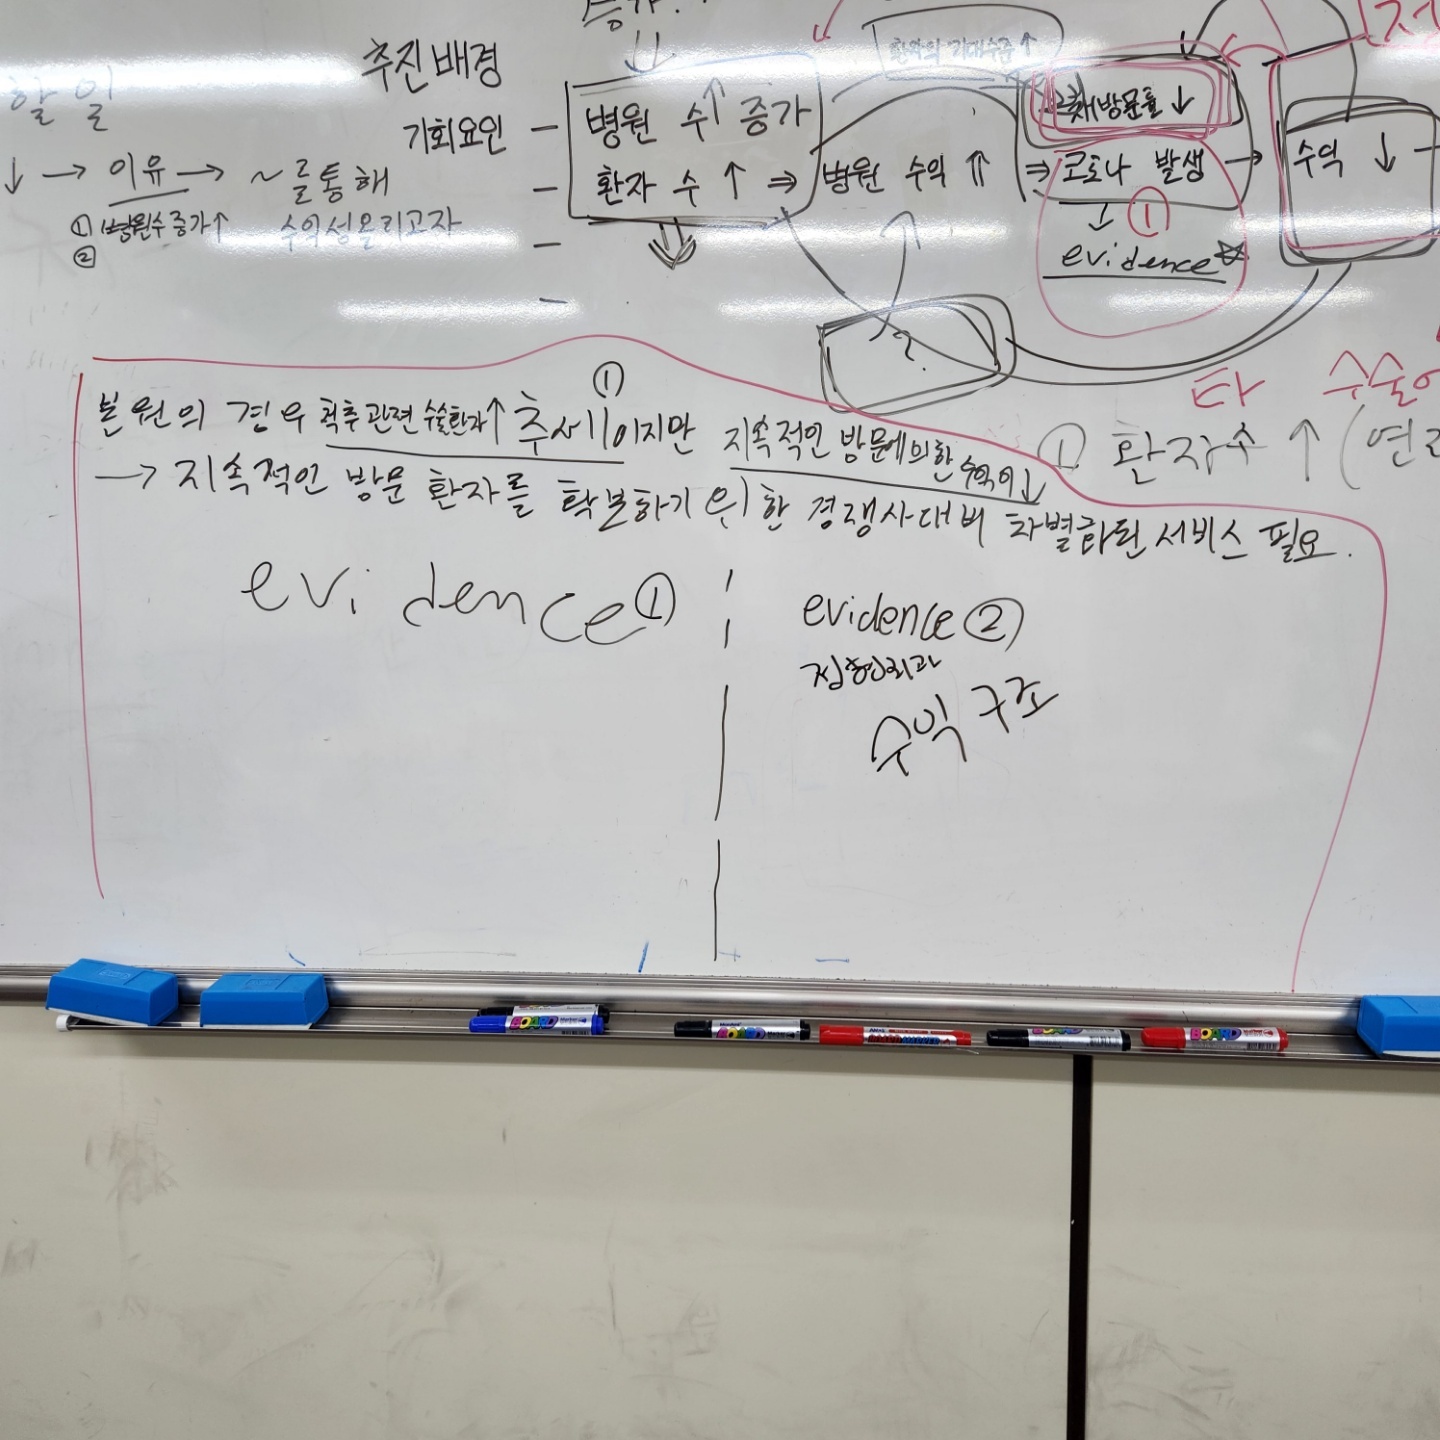 추진배경
할 일
환자의 기대수준↑
기회요인 - 병원 수↑ 증가
재방문률↓
↓ → 이유 → ~를통해
- 환자 수 ↑ ⇒ 병원 수익 ⇑ ⇒ 코로나 발생 → 수익 ↓ -
① 병원수증가↑ 수익성올리고자
②
↓ ①
evidence
?
타 수술
① 환자수 ↑ (연
①
본원의 경우 척추관련 수술환자↑ 추세이지만 지속적인 방문에의한 수익이↓
→ 지속적인 방문 환자를 확보하기 위한 경쟁사대비 차별화된 서비스 필요.
evidence①
evidence②
정형외과
수익 구조
BOARD
BOARD
BOARDMARKER
BOARD